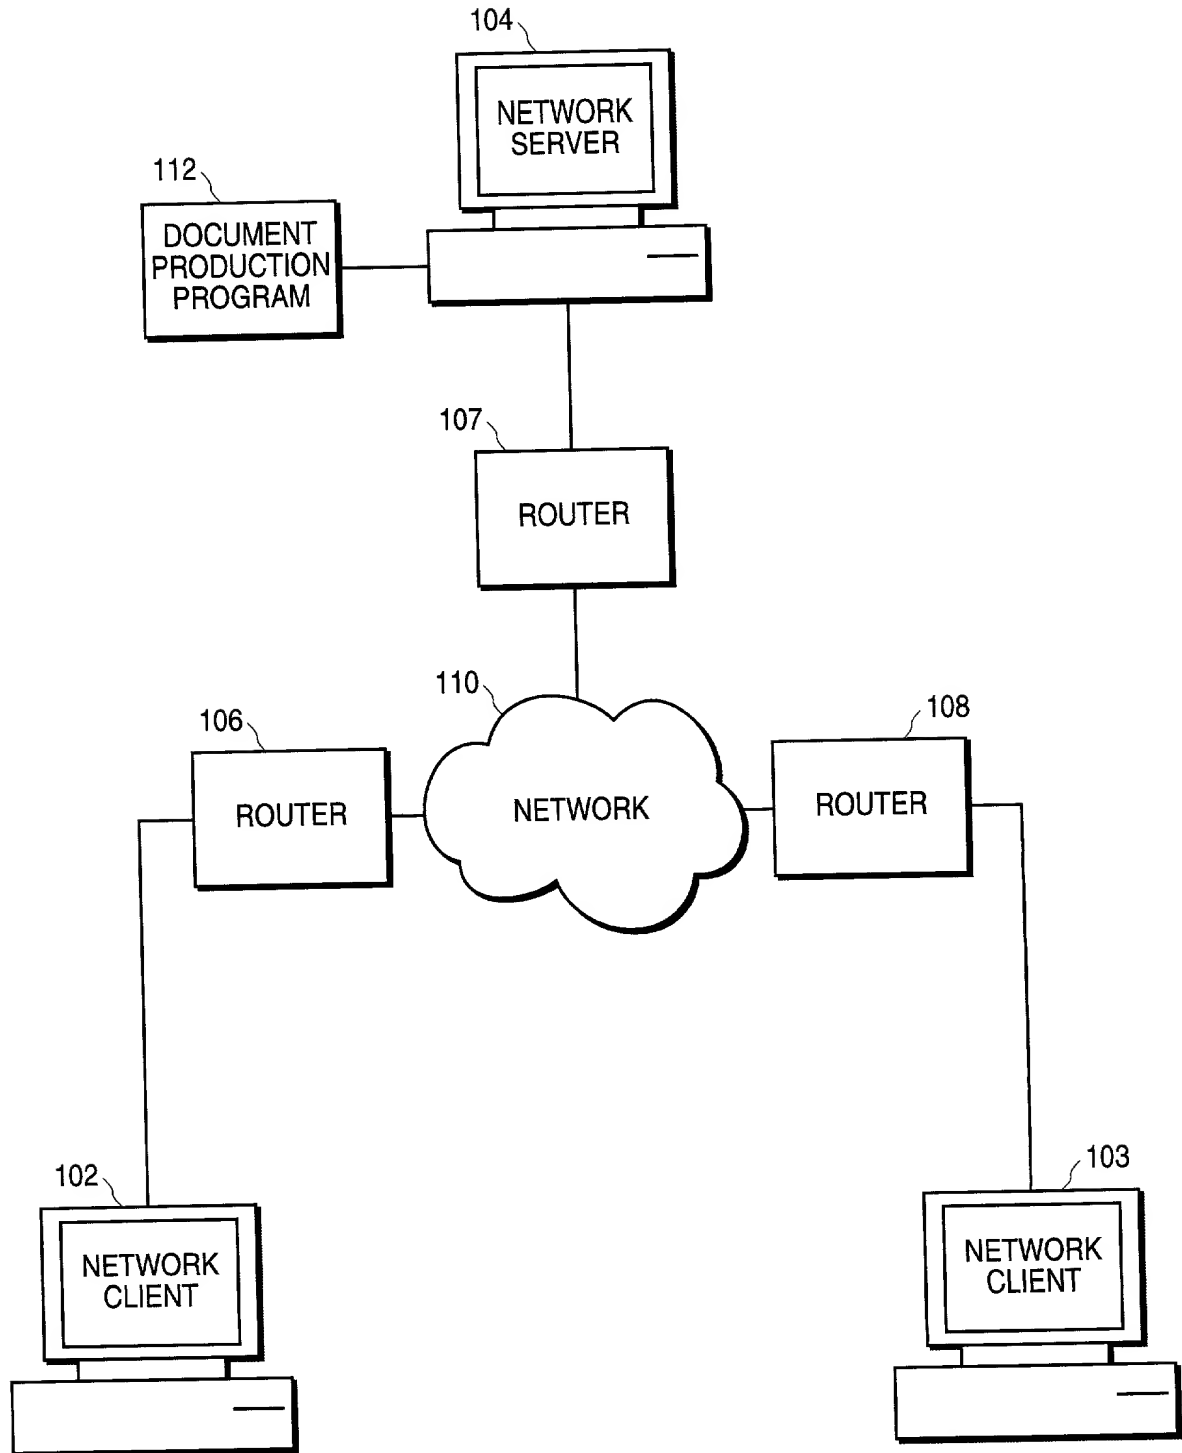 104
NETWORK
SERVER
112
DOCUMENT
PRODUCTION
PROGRAM
107
ROUTER
110
106
108
ROUTER
NETWORK
ROUTER
102
103
NETWORK
CLIENT
NETWORK
CLIENT